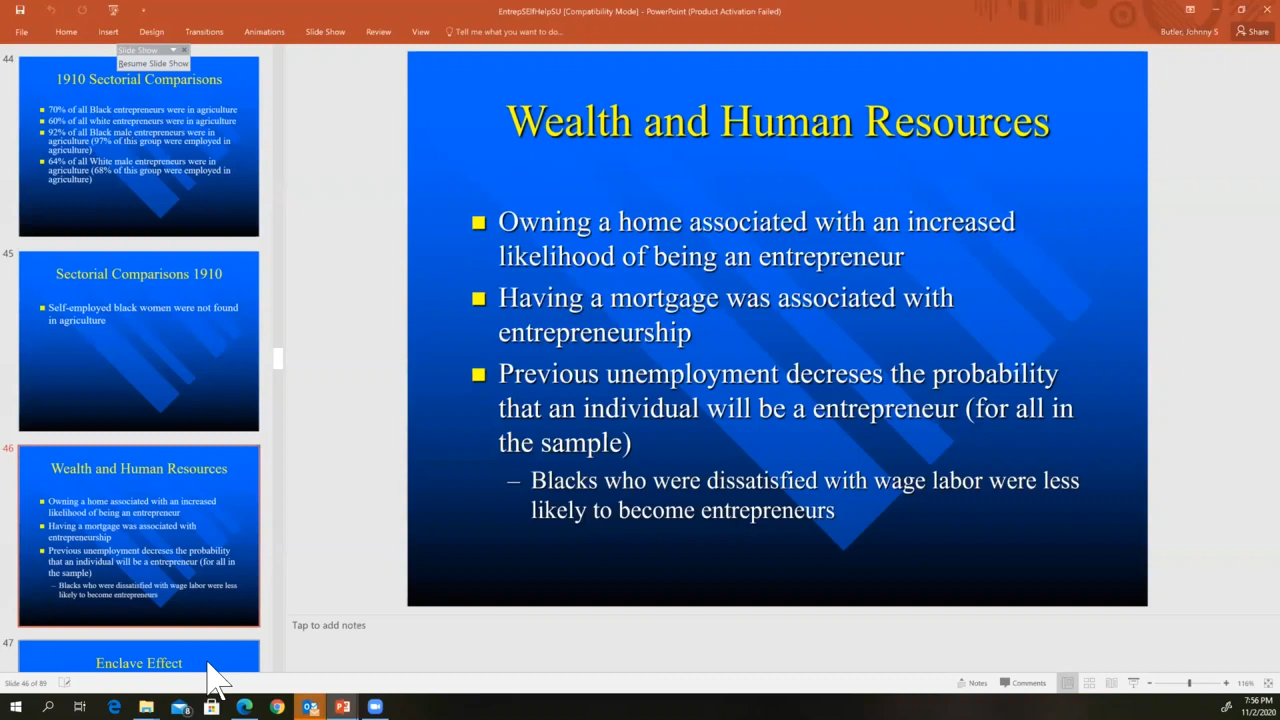 EntrepSElfHelpSU [Compatibility Mode] - PowerPoint (Product Activation Failed)
File Home Insert Design Transitions Animations Slide Show Review View Tell me what you want to do... Butler, Johnny S Share
Slide Show
Resume Slide Show
44
1910 Sectorial Comparisons
70% of all Black entrepreneurs were in agriculture
60% of all white entrepreneurs were in agriculture
92% of all Black male entrepreneurs were in
agriculture (97% of this group were employed in
agriculture)
64% of all White male entrepreneurs were in
agriculture (68% of this group were employed in
agriculture)
45
Sectorial Comparisons 1910
Self-employed black women were not found
in agriculture
46
Wealth and Human Resources
Owning a home associated with an increased
likelihood of being an entrepreneur
Having a mortgage was associated with
entrepreneurship
Previous unemployment decreses the probability
that an individual will be a entrepreneur (for all in
the sample)
– Blacks who were dissatisfied with wage labor were less
likely to become entrepreneurs
47
Enclave Effect
Wealth and Human Resources
Owning a home associated with an increased
likelihood of being an entrepreneur
Having a mortgage was associated with
entrepreneurship
Previous unemployment decreses the probability
that an individual will be a entrepreneur (for all in
the sample)
– Blacks who were dissatisfied with wage labor were less
likely to become entrepreneurs
Tap to add notes
Slide 46 of 89 Notes Comments 116%
8
7:56 PM
11/2/2020